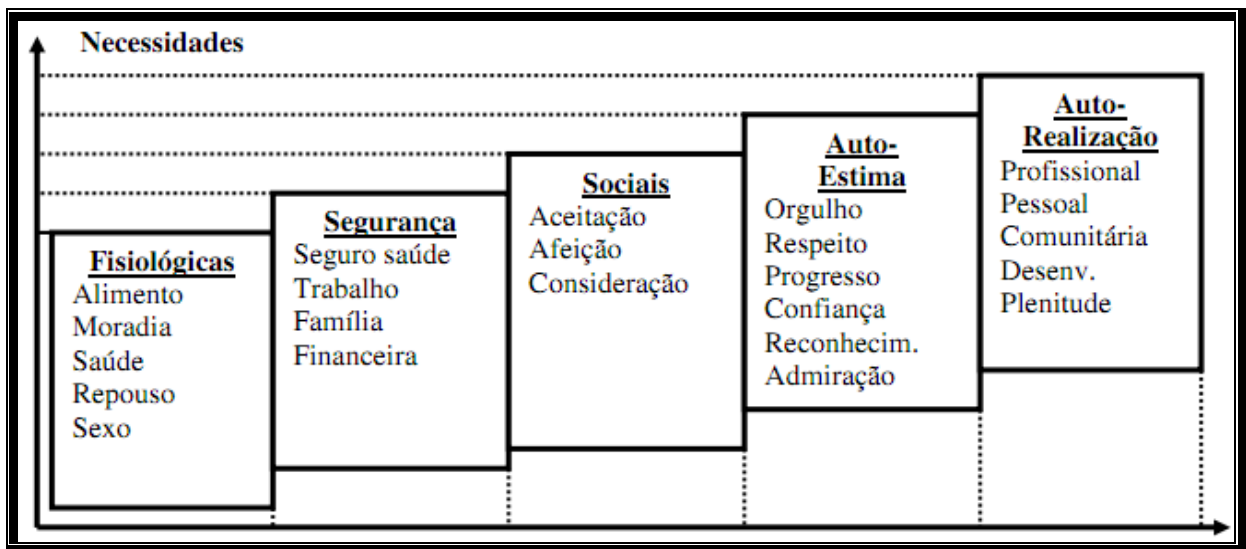 Necessidades
Fisiológicas
Alimento
Moradia
Saúde
Repouso
Sexo
Segurança
Seguro saúde
Trabalho
Família
Financeira
Sociais
Aceitação
Afeição
Consideração
Auto-
Estima
Orgulho
Respeito
Progresso
Confiança
Reconhecim.
Admiração
Auto-
Realização
Profissional
Pessoal
Comunitária
Desenv.
Plenitude